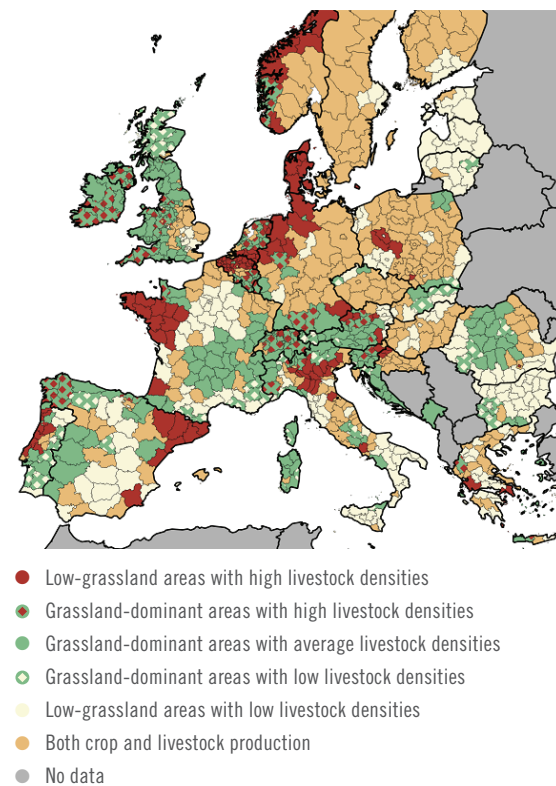 Low-grassland areas with high livestock densities
Grassland-dominant areas with high livestock densities
Grassland-dominant areas with average livestock densities
Grassland-dominant areas with low livestock densities
Low-grassland areas with low livestock densities
Both crop and livestock production
No data